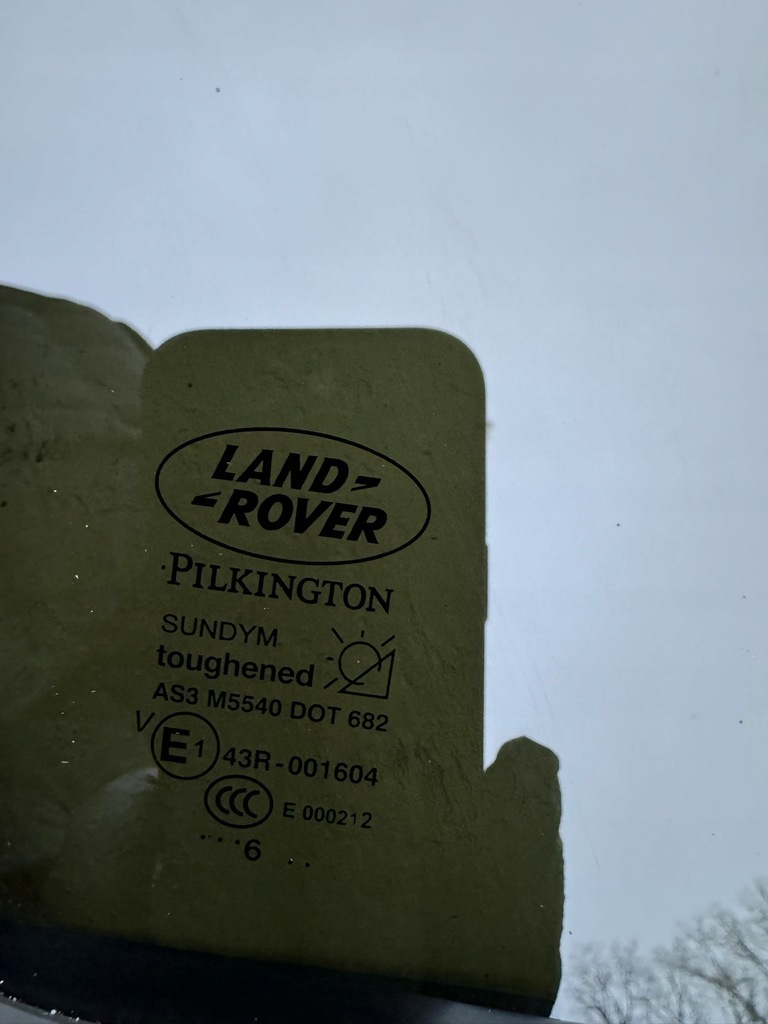 LAND
ROVER
PILKINGTON
SUNDYM
toughened
AS3 M5540 DOT 682
V E1 43R-001604
CCC E 000212
...6 ..